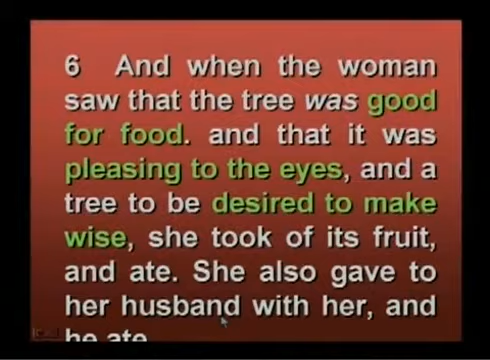 6 And when the woman
saw that the tree was good
for food. and that it was
pleasing to the eyes, and a
tree to be desired to make
wise, she took of its fruit,
and ate. She also gave to
her husband with her, and
he ate